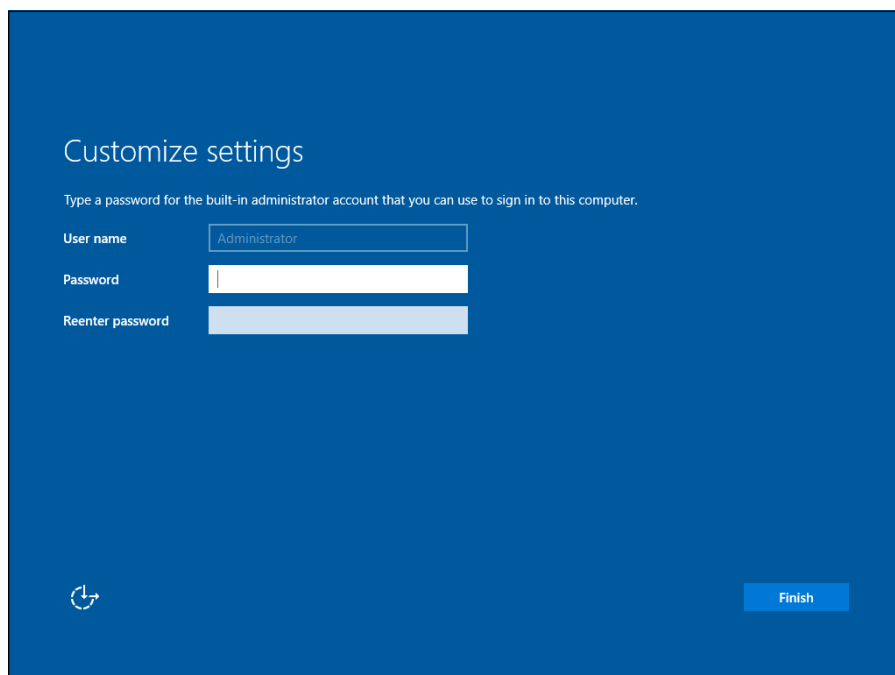 Customize settings
Type a password for the built-in administrator account that you can use to sign in to this computer.
User name
Administrator
Password
Reenter password
Finish